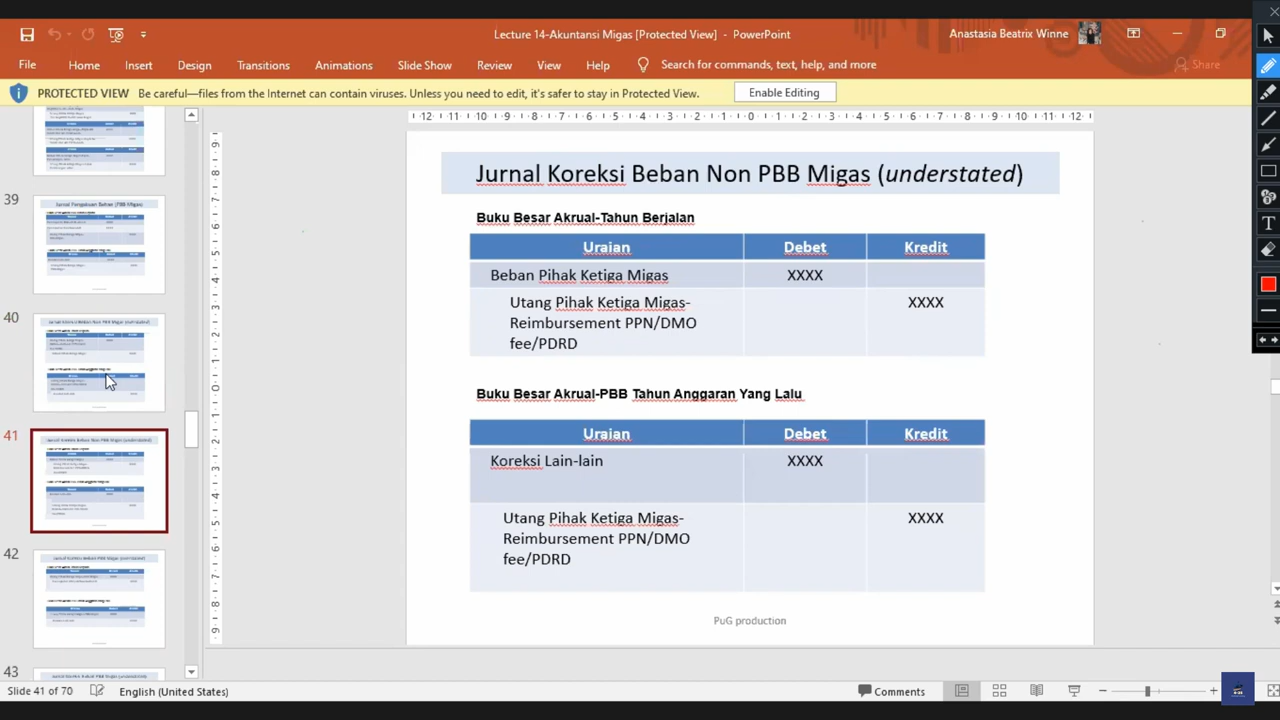 Lecture 14-Akuntansi Migas [Protected View] - PowerPoint
Anastasia Beatrix Winne
File Home Insert Design Transitions Animations Slide Show Review View Help Search for commands, text, help, and more Share
PROTECTED VIEW Be careful—files from the Internet can contain viruses. Unless you need to edit, it's safer to stay in Protected View. Enable Editing
39
40
41
42
43
Jurnal Koreksi Beban Non PBB Migas (understated)
Buku Besar Akrual-Tahun Berjalan
Uraian Debet Kredit
Beban Pihak Ketiga Migas XXXX
Utang Pihak Ketiga Migas- XXXX
Reimbursement PPN/DMO
fee/PDRD
Buku Besar Akrual-PBB Tahun Anggaran Yang Lalu
Uraian Debet Kredit
Koreksi Lain-lain XXXX
Utang Pihak Ketiga Migas- XXXX
Reimbursement PPN/DMO
fee/PDRD
PuG production
Slide 41 of 70 English (United States) Comments